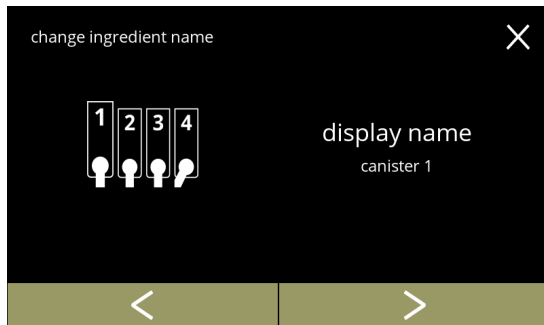 change ingredient name
1 2 3 4
display name
canister 1